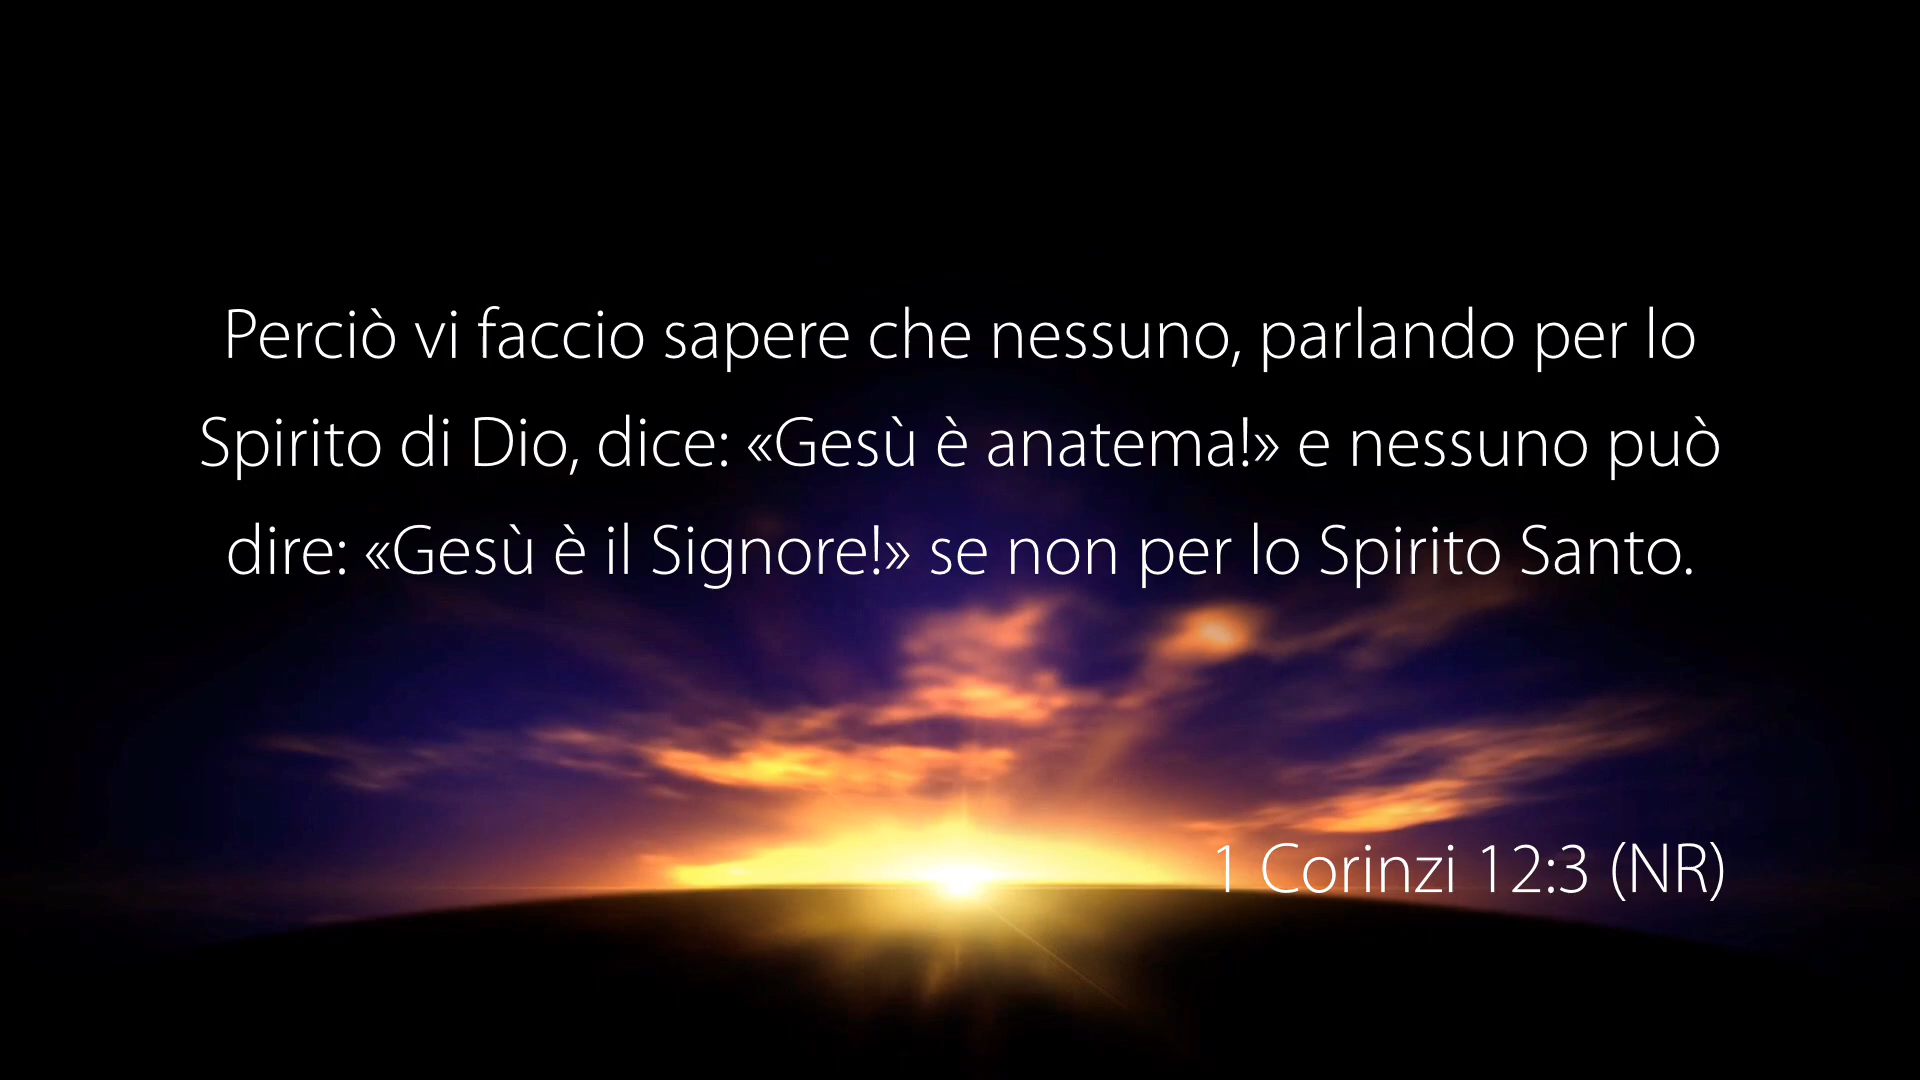 Perciò vi faccio sapere che nessuno, parlando per lo
Spirito di Dio, dice: «Gesù è anatema!» e nessuno può
dire: «Gesù è il Signore!» se non per lo Spirito Santo.
1 Corinzi 12:3 (NR)